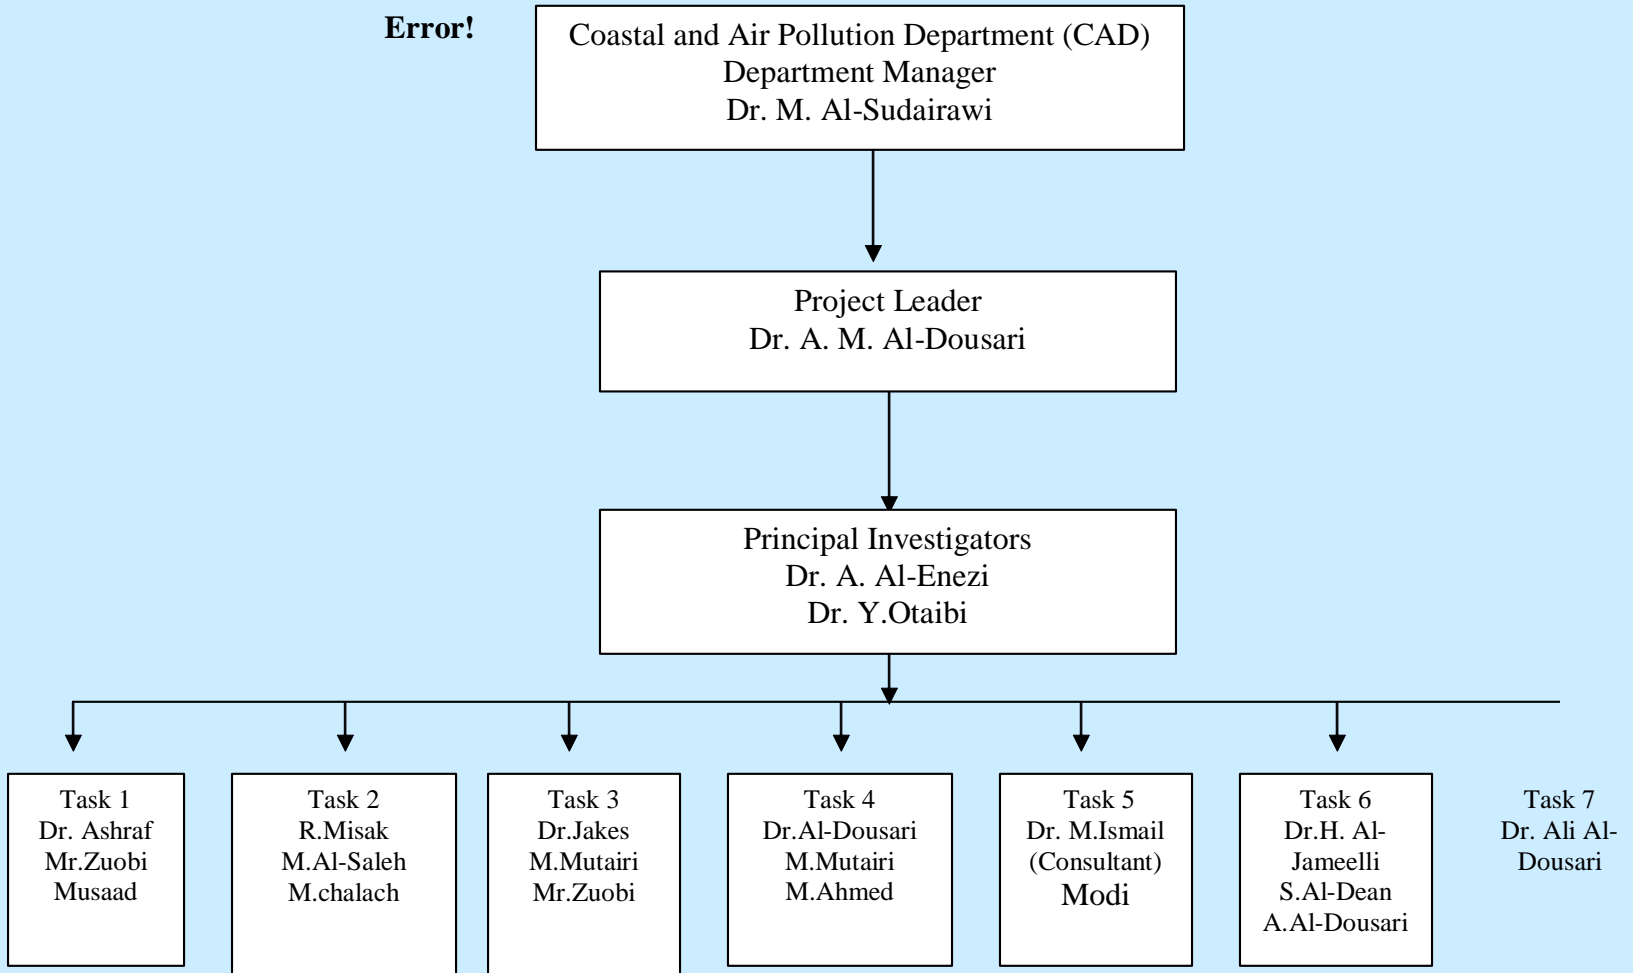 Error!
Coastal and Air Pollution Department (CAD)
Department Manager
Dr. M. Al-Sudairawi
Project Leader
Dr. A. M. Al-Dousari
Principal Investigators
Dr. A. Al-Enezi
Dr. Y.Otaibi
Task 1
Dr. Ashraf
Mr.Zuobi
Musaad
Task 2
R.Misak
M.Al-Saleh
M.chalach
Task 3
Dr.Jakes
M.Mutairi
Mr.Zuobi
Task 4
Dr.Al-Dousari
M.Mutairi
M.Ahmed
Task 5
Dr. M.Ismail
(Consultant)
Modi
Task 6
Dr.H. Al-
Jameelli
S.Al-Dean
A.Al-Dousari
Task 7
Dr. Ali Al-
Dousari